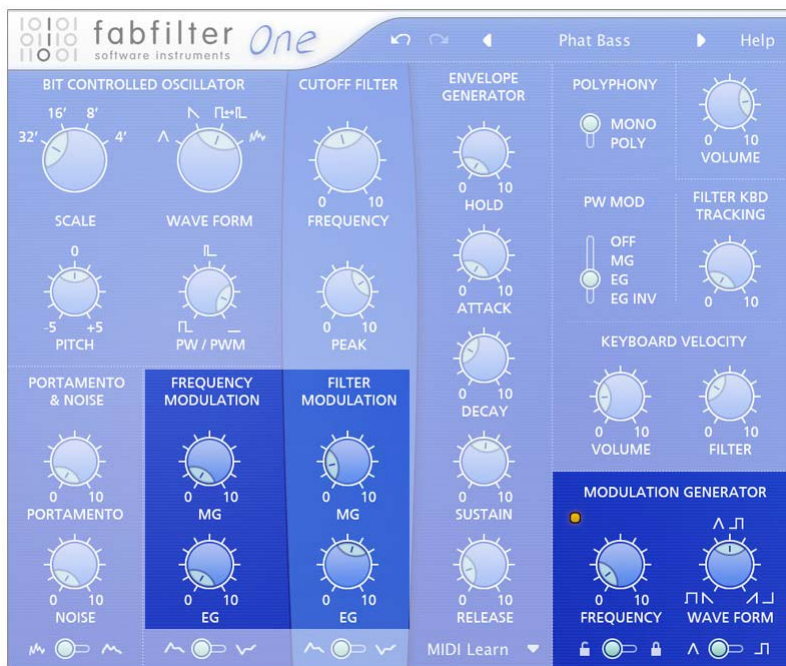 fabfilter One
software instruments
Phat Bass
Help
BIT CONTROLLED OSCILLATOR
32' 16' 8' 4'
SCALE
WAVE FORM
0
-5 +5
PITCH
PW / PWM
CUTOFF FILTER
0 10
FREQUENCY
0 10
PEAK
ENVELOPE
GENERATOR
0 10
HOLD
0 10
ATTACK
0 10
DECAY
0 10
SUSTAIN
0 10
RELEASE
POLYPHONY
MONO
POLY
0 10
VOLUME
PW MOD
OFF
MG
EG
EG INV
FILTER KBD
TRACKING
0 10
KEYBOARD VELOCITY
0 10
VOLUME
0 10
FILTER
PORTAMENTO
& NOISE
0 10
PORTAMENTO
0 10
NOISE
FREQUENCY
MODULATION
0 10
MG
0 10
EG
FILTER
MODULATION
0 10
MG
0 10
EG
MODULATION GENERATOR
0 10
FREQUENCY
WAVE FORM
MIDI Learn